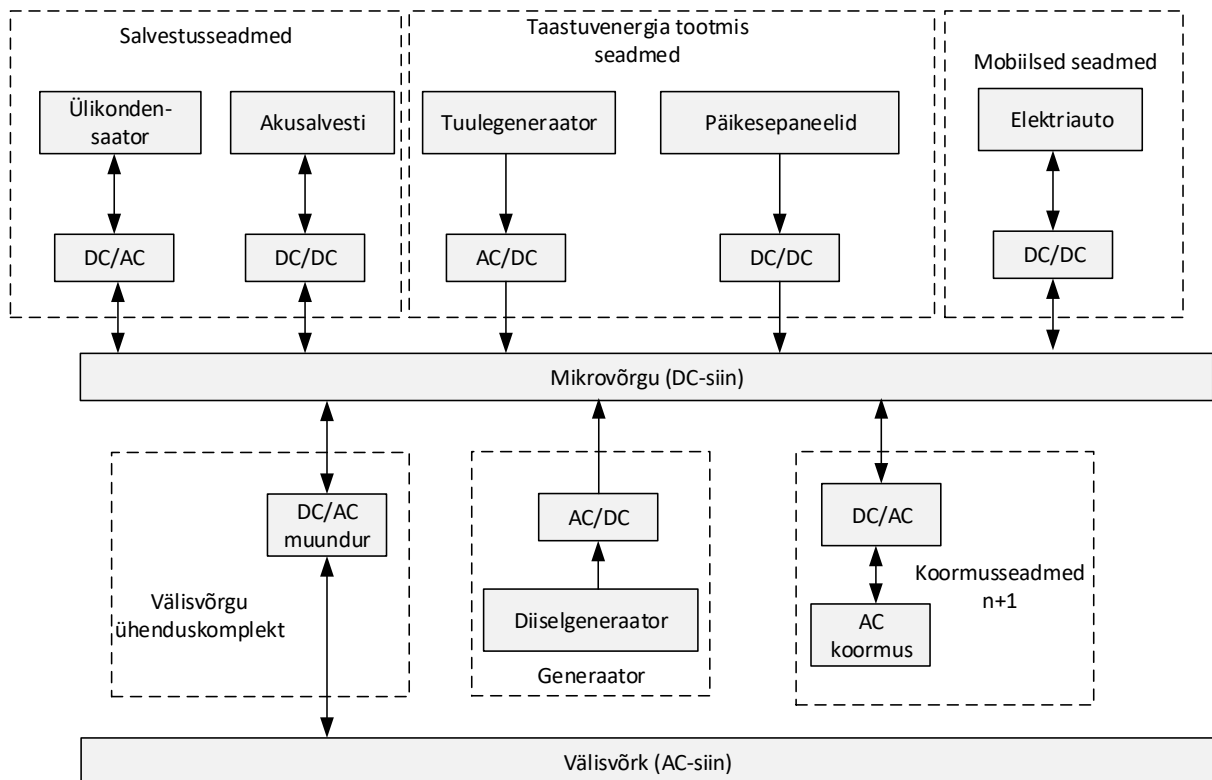 Salvestusseadmed
Taastuvenergia tootmis
seadmed
Mobiilsed seadmed
Ülikonden-
saator
Akusalvesti
Tuulegeneraator
Päikesepaneelid
Elektriauto
DC/AC
DC/DC
AC/DC
DC/DC
DC/DC
Mikrovõrgu (DC-siin)
DC/AC
muundur
Välisvõrgu
ühenduskomplekt
AC/DC
Diiselgeneraator
Generaator
DC/AC
Koormusseadmed
n+1
AC
koormus
Välisvõrk (AC-siin)